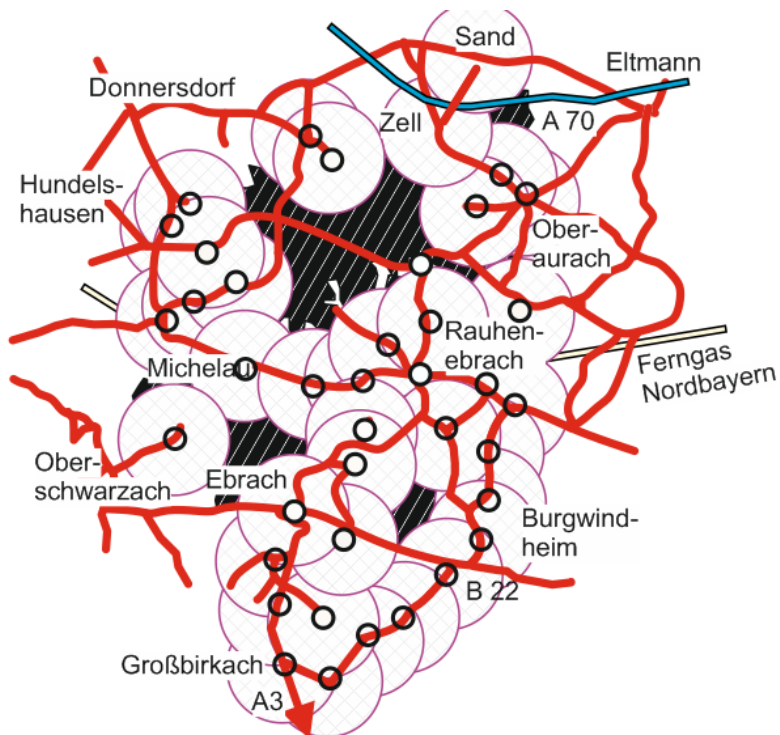 Sand
Eltmann
Donnersdorf
Zell
A 70
Hundels-
hausen
Ober-
aurach
Rauhen-
ebrach
Michelau
Ferngas
Nordbayern
Ober-
schwarzach
Ebrach
Burgwind-
heim
B 22
Großbirkach
A3